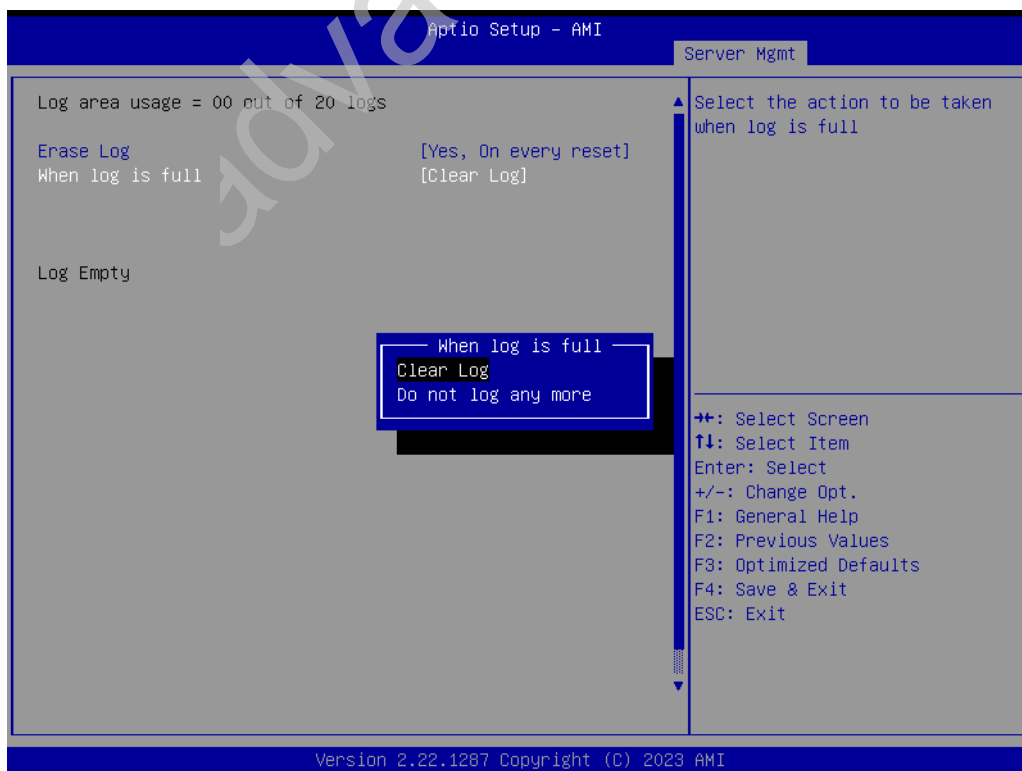 Aptio Setup – AMI
Server Mgmt
Log area usage = 00 out of 20 logs
Erase Log [Yes, On every reset]
When log is full [Clear Log]
Log Empty
When log is full
Clear Log
Do not log any more
Select the action to be taken
when log is full
→←: Select Screen
↑↓: Select Item
Enter: Select
+/-: Change Opt.
F1: General Help
F2: Previous Values
F3: Optimized Defaults
F4: Save & Exit
ESC: Exit
Version 2.22.1287 Copyright (C) 2023 AMI